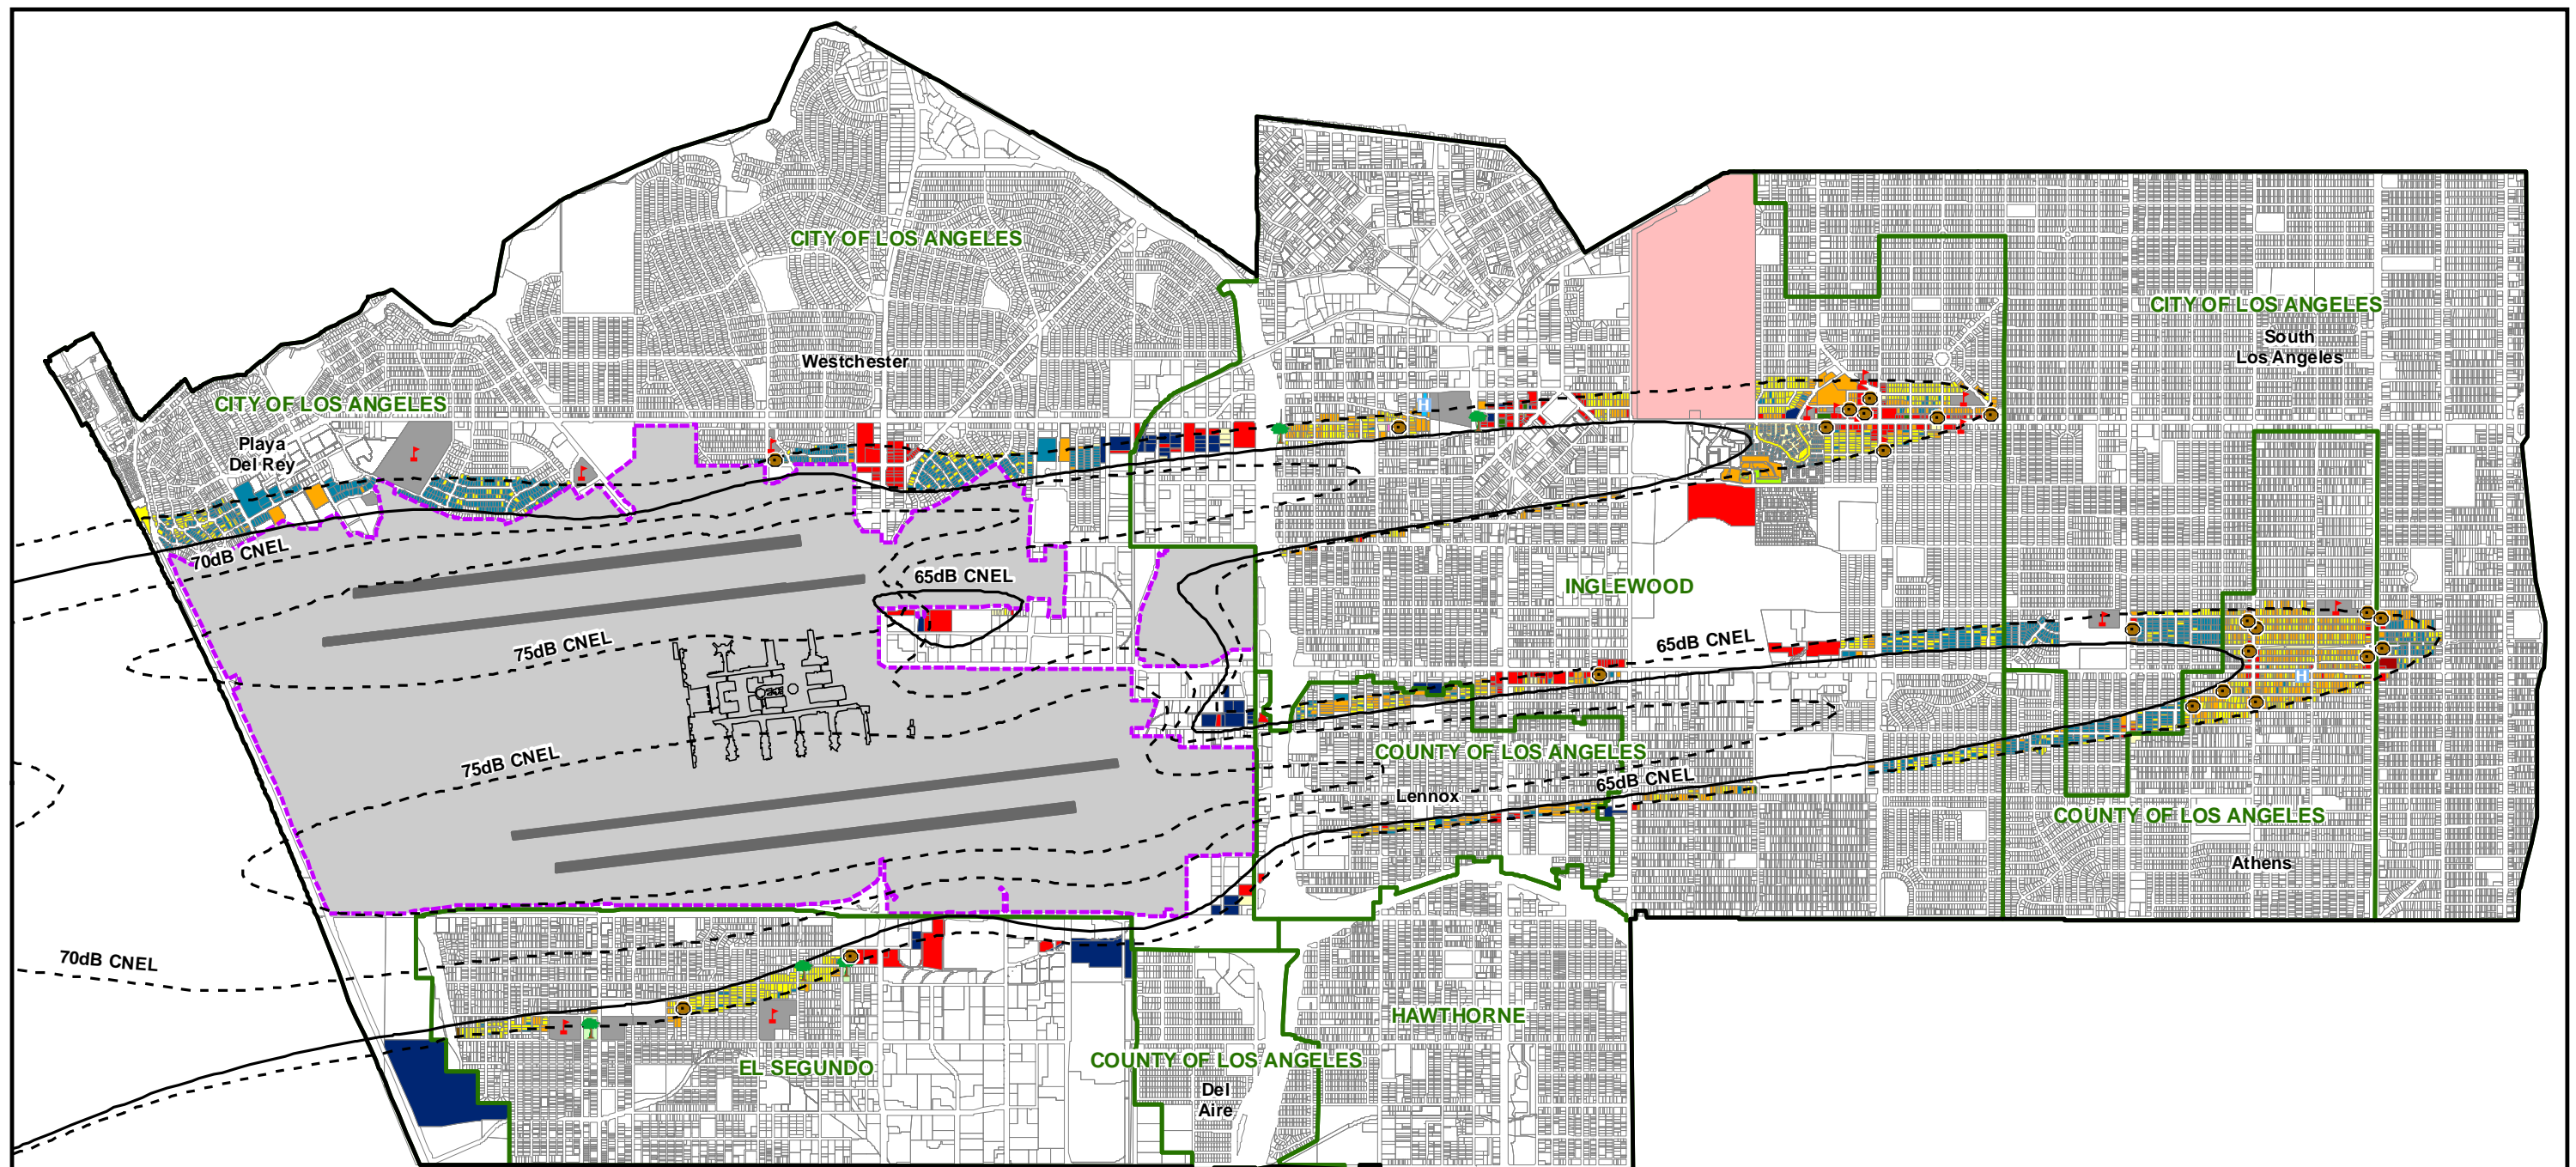 CITY OF LOS ANGELES
CITY OF LOS ANGELES
South
Los Angeles
Westchester
CITY OF LOS ANGELES
Playa
Del Rey
H
70dB CNEL
65dB CNEL
INGLEWOOD
75dB CNEL
65dB CNEL
H
75dB CNEL
COUNTY OF LOS ANGELES
65dB CNEL
Lennox
COUNTY OF LOS ANGELES
Athens
70dB CNEL
HAWTHORNE
EL SEGUNDO
COUNTY OF LOS ANGELES
Del
Aire